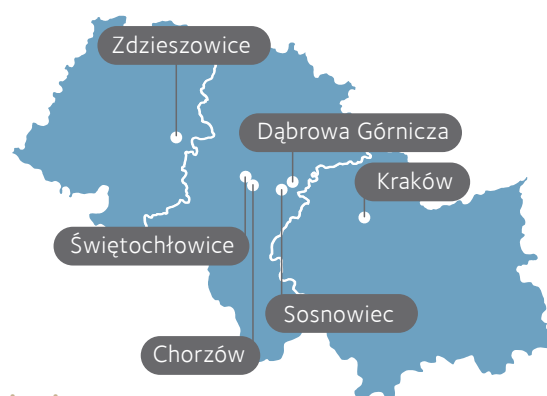 Zdzieszowice
Dąbrowa Górnicza
Kraków
Świętochłowice
Sosnowiec
Chorzów